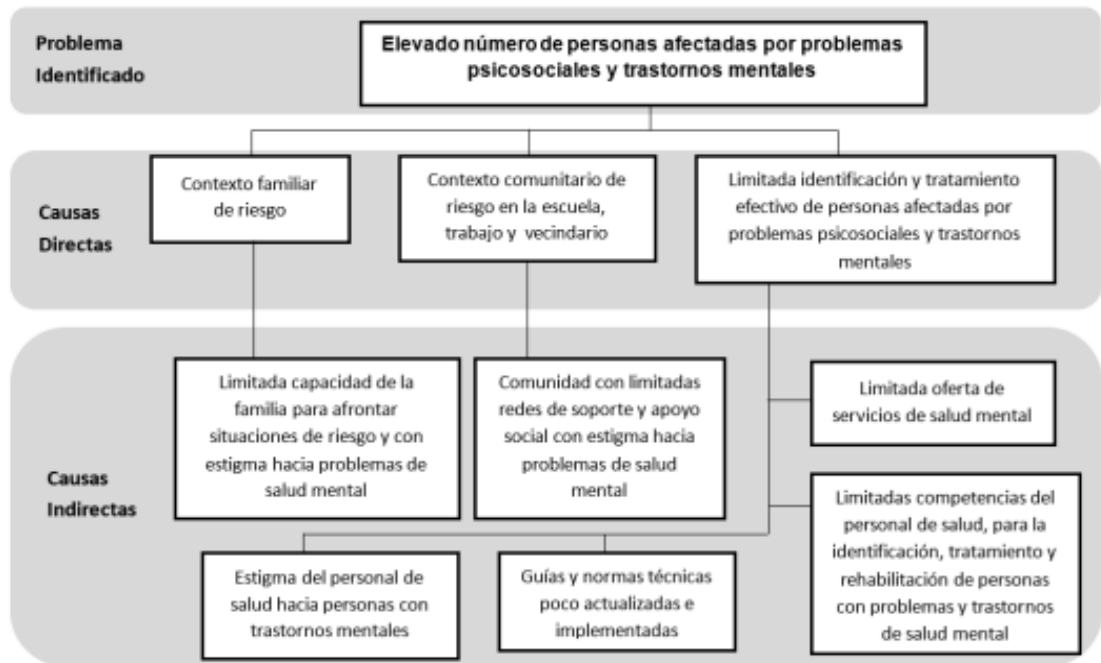 Problema
Identificado
Elevado número de personas afectadas por problemas
psicosociales y trastornos mentales
Causas
Directas
Contexto familiar
de riesgo
Contexto comunitario de
riesgo en la escuela,
trabajo y vecindario
Limitada identificación y tratamiento
efectivo de personas afectadas por
problemas psicosociales y trastornos
mentales
Causas
Indirectas
Limitada capacidad de la
familia para afrontar
situaciones de riesgo y con
estigma hacia problemas de
salud mental
Comunidad con limitadas
redes de soporte y apoyo
social con estigma hacia
problemas de salud
mental
Limitada oferta de
servicios de salud mental
Limitadas competencias del
personal de salud, para la
identificación, tratamiento y
rehabilitación de personas
con problemas y trastornos
de salud mental
Estigma del personal de
salud hacia personas con
trastornos mentales
Guías y normas técnicas
poco actualizadas e
implementadas